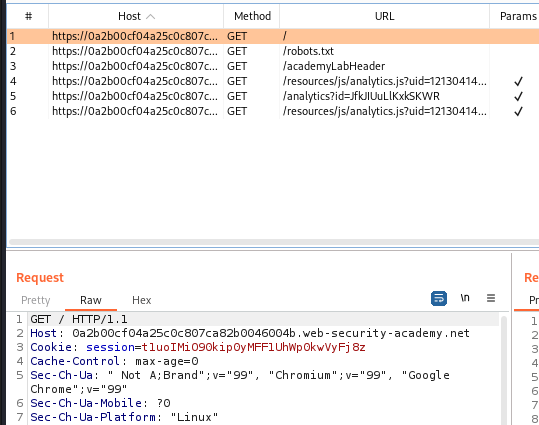 # Host Method URL Params
1 https://0a2b00cf04a25c0c807c... GET /
2 https://0a2b00cf04a25c0c807c... GET /robots.txt
3 https://0a2b00cf04a25c0c807c... GET /academyLabHeader
4 https://0a2b00cf04a25c0c807c... GET /resources/js/analytics.js?uid=12130414... ✓
5 https://0a2b00cf04a25c0c807c... GET /analytics?id=JfkJIUuLlKxkSKWR ✓
6 https://0a2b00cf04a25c0c807c... GET /resources/js/analytics.js?uid=12130414... ✓
Request
Re
Pretty Raw Hex
\n
Pr
1 GET / HTTP/1.1
2 Host: 0a2b00cf04a25c0c807ca82b0046004b.web-security-academy.net
3 Cookie: session=t1uoIMiO90kip0yMFF1UhWp0kwVyFj8z
4 Cache-Control: max-age=0
5 Sec-Ch-Ua: " Not A;Brand";v="99", "Chromium";v="99", "Google
Chrome";v="99"
6 Sec-Ch-Ua-Mobile: ?0
7 Sec-Ch-Ua-Platform: "Linux"
1
2
3
4
5
6
7
8